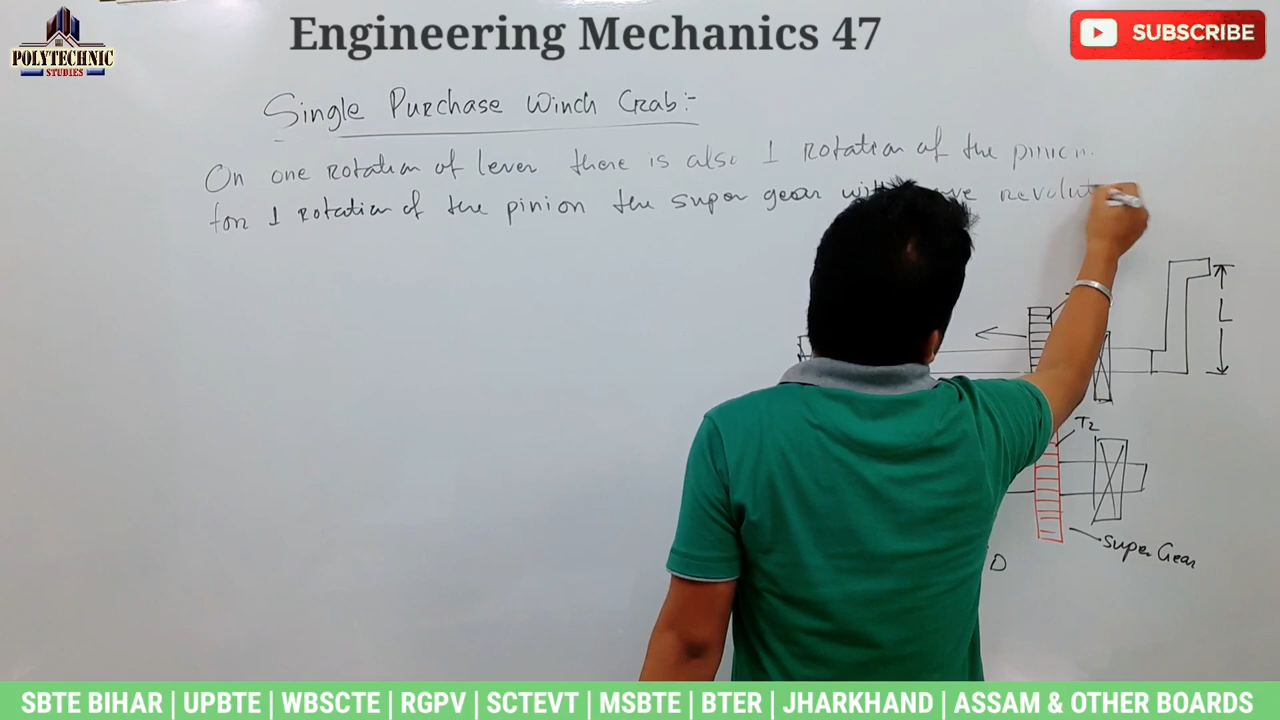 POLYTECHNIC
STUDIES
Engineering Mechanics 47
SUBSCRIBE
Single Purchase Winch Crab:-
On one rotation of lever there is also 1 rotation of the pinion.
for 1 rotation of the pinion the super gear revolut
L
T2
Super Gear
D
SBTE BIHAR | UPBTE | WBSCTE | RGPV | SCTEVT | MSBTE | BTER | JHARKHAND | ASSAM & OTHER BOARDS